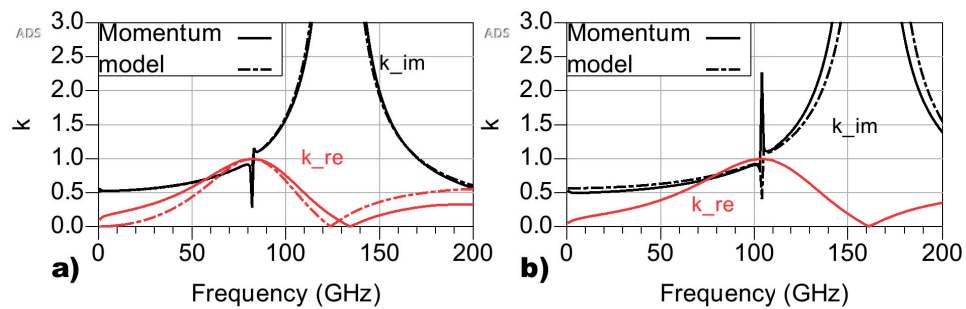 ADS
3.0
2.5
2.0
1.5
1.0
0.5
0.0
k
Momentum
model
k_im
k_re
0
50
100
150
200
Frequency (GHz)
a)
ADS
3.0
2.5
2.0
1.5
1.0
0.5
0.0
k
Momentum
model
k_im
k_re
0
50
100
150
200
Frequency (GHz)
b)